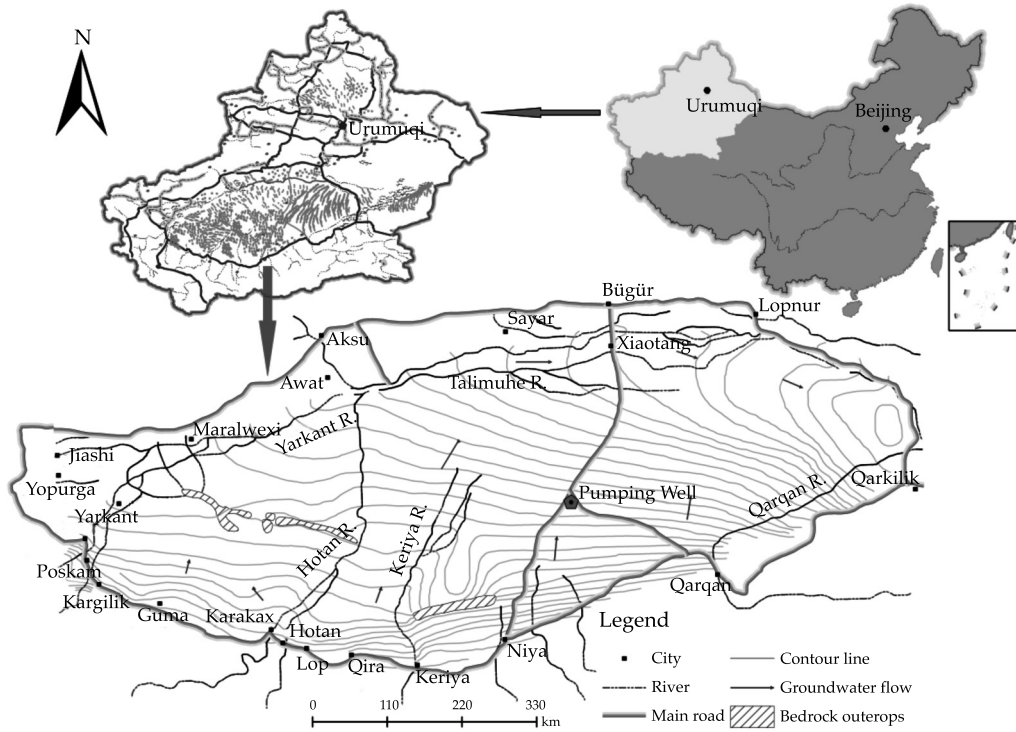 N
Urumuqi
Urumuqi
Beijing
Bügür
Lopnur
Sayar
Aksu
Xiaotang
Awat
Talimuhe R.
Maralwexi
Yarkant R.
Jiashi
Yopurga
Qarqan R.
Qarkilik
Pumping Well
Yarkant
Hotan R.
Keriya R.
Poskam
Kargilik
Qarqan
Guma
Karakax
Hotan
Lop
Qira
Keriya
Niya
Legend
City
Contour line
River
Groundwater flow
Main road
Bedrock outerops
0 110 220 330
km